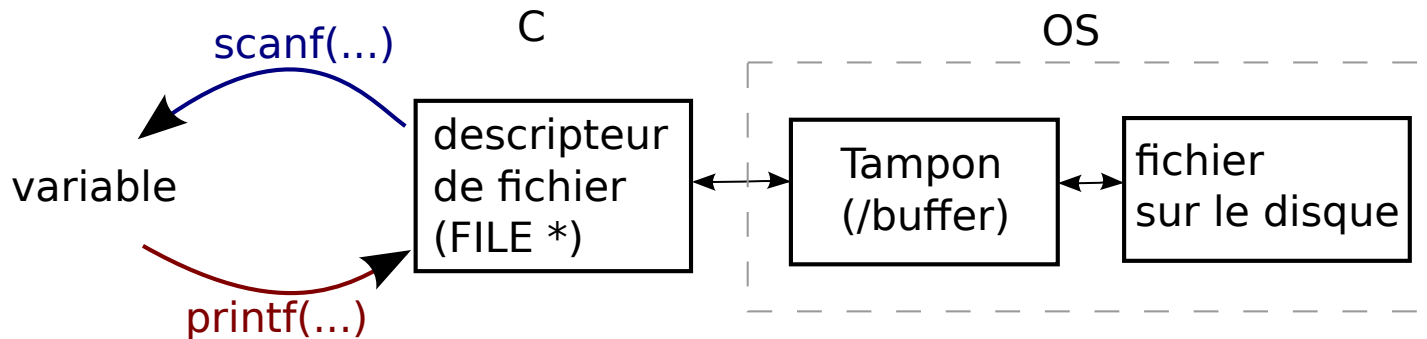 C
OS
scanf(...)
variable
printf(...)
descripteur
de fichier
(FILE *)
Tampon
(/buffer)
fichier
sur le disque